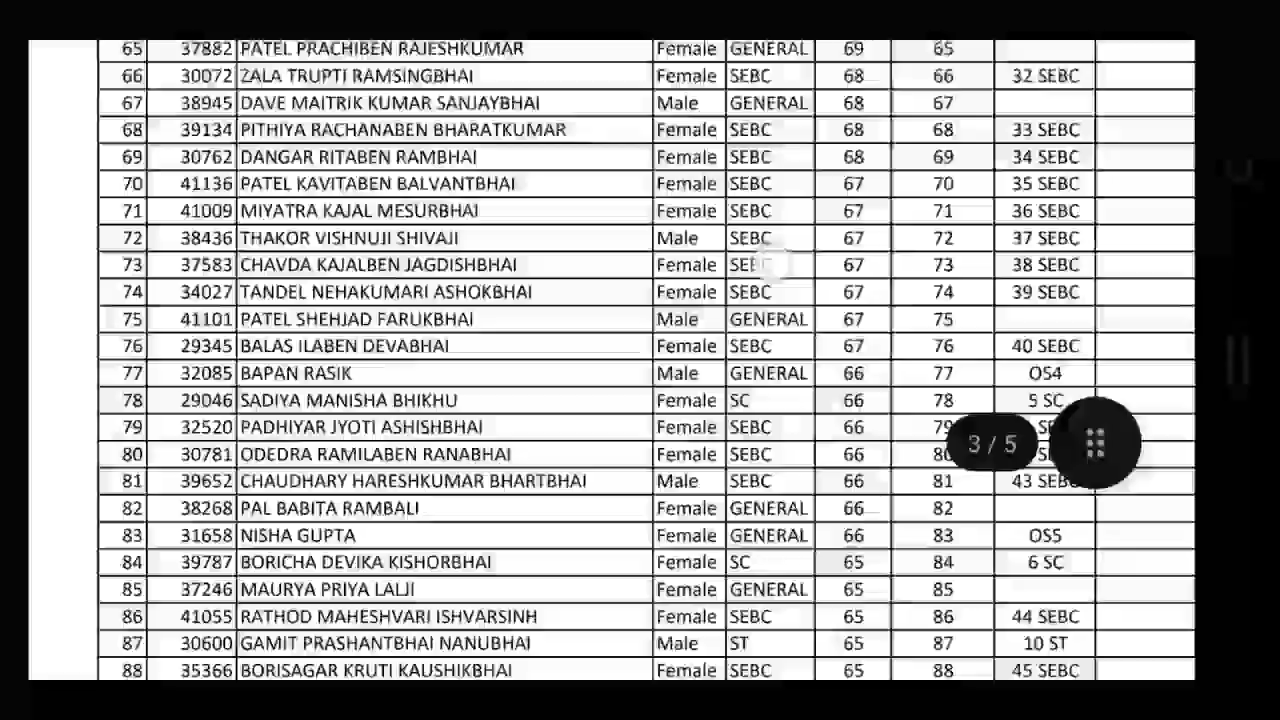 65 37882 PATEL PRACHIBEN RAJESHKUMAR Female GENERAL 69 65
66 30072 ZALA TRUPTI RAMSINGBHAI Female SEBC 68 66 32 SEBC
67 38945 DAVE MAITRIK KUMAR SANJAYBHAI Male GENERAL 68 67
68 39134 PITHIYA RACHANABEN BHARATKUMAR Female SEBC 68 68 33 SEBC
69 30762 DANGAR RITABEN RAMBHAI Female SEBC 68 69 34 SEBC
70 41136 PATEL KAVITABEN BALVANTBHAI Female SEBC 67 70 35 SEBC
71 41009 MIYATRA KAJAL MESURBHAI Female SEBC 67 71 36 SEBC
72 38436 THAKOR VISHNUJI SHIVAJI Male SEBC 67 72 37 SEBC
73 37583 CHAVDA KAJALBEN JAGDISHBHAI Female SEBC 67 73 38 SEBC
74 34027 TANDEL NEHAKUMARI ASHOKBHAI Female SEBC 67 74 39 SEBC
75 41101 PATEL SHEHJAD FARUKBHAI Male GENERAL 67 75
76 29345 BALAS ILABEN DEVABHAI Female SEBC 67 76 40 SEBC
77 32085 BAPAN RASIK Male GENERAL 66 77 OS4
78 29046 SADIYA MANISHA BHIKHU Female SC 66 78 5 SC
79 32520 PADHIYAR JYOTI ASHISHBHAI Female SEBC 66 79
3 / 5
80 30781 ODEDRA RAMILABEN RANABHAI Female SEBC 66 80
81 39652 CHAUDHARY HARESHKUMAR BHARTBHAI Male SEBC 66 81 43 SEBC
82 38268 PAL BABITA RAMBALI Female GENERAL 66 82
83 31658 NISHA GUPTA Female GENERAL 66 83 OS5
84 39787 BORICHA DEVIKA KISHORBHAI Female SC 65 84 6 SC
85 37246 MAURYA PRIYA LALJI Female GENERAL 65 85
86 41055 RATHOD MAHESHVARI ISHVARSINH Female SEBC 65 86 44 SEBC
87 30600 GAMIT PRASHANTBHAI NANUBHAI Male ST 65 87 10 ST
88 35366 BORISAGAR KRUTI KAUSHIKBHAI Female SEBC 65 88 45 SEBC